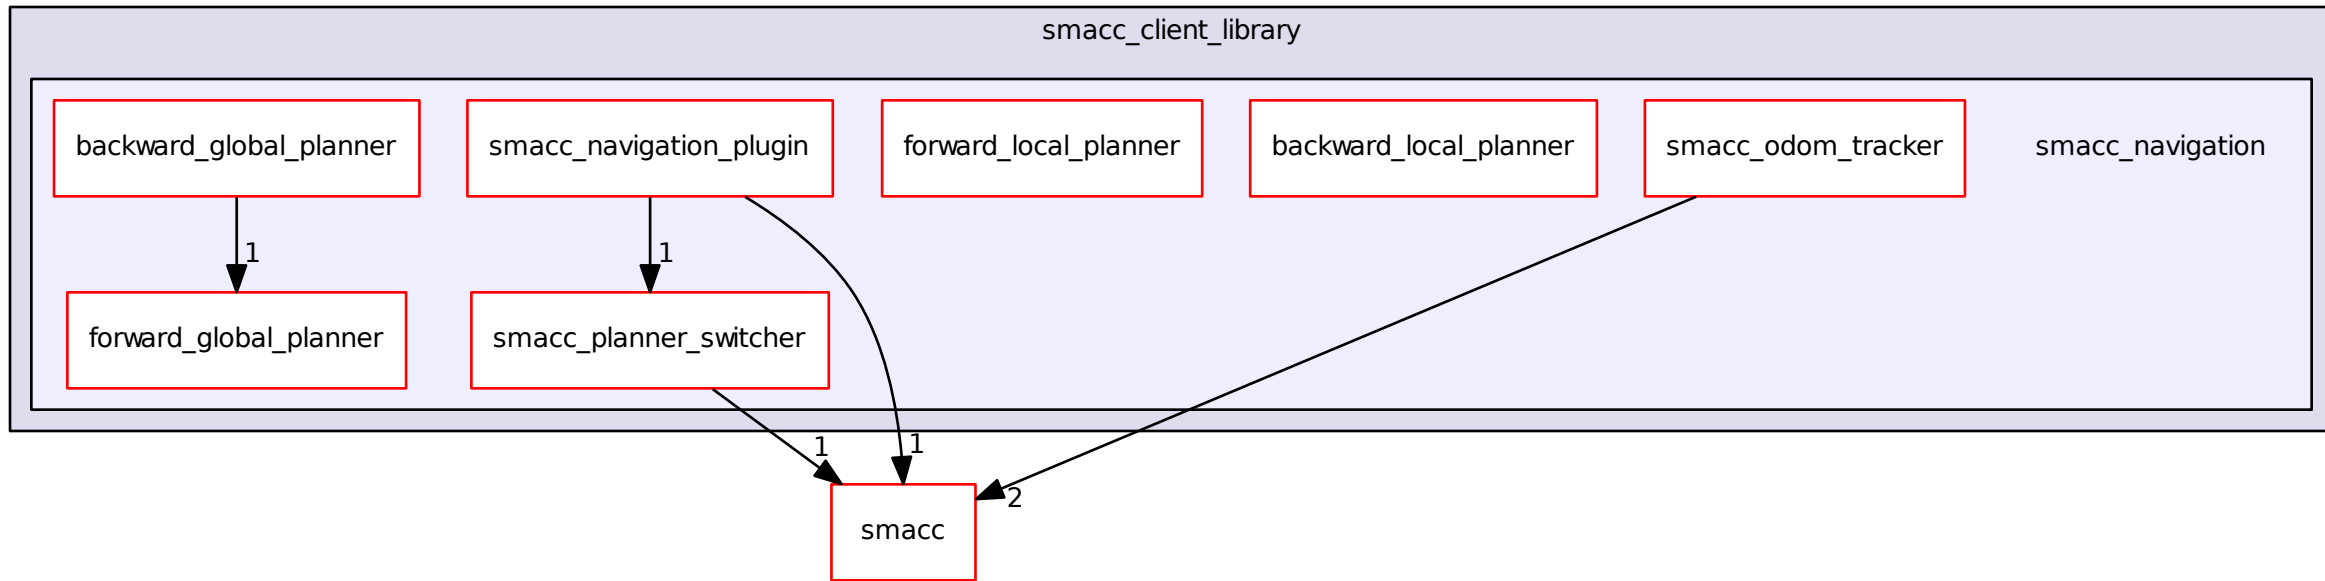 smacc_client_library
backward_global_planner
smacc_navigation_plugin
forward_local_planner
backward_local_planner
smacc_odom_tracker
smacc_navigation
1
1
forward_global_planner
smacc_planner_switcher
1
1
2
smacc